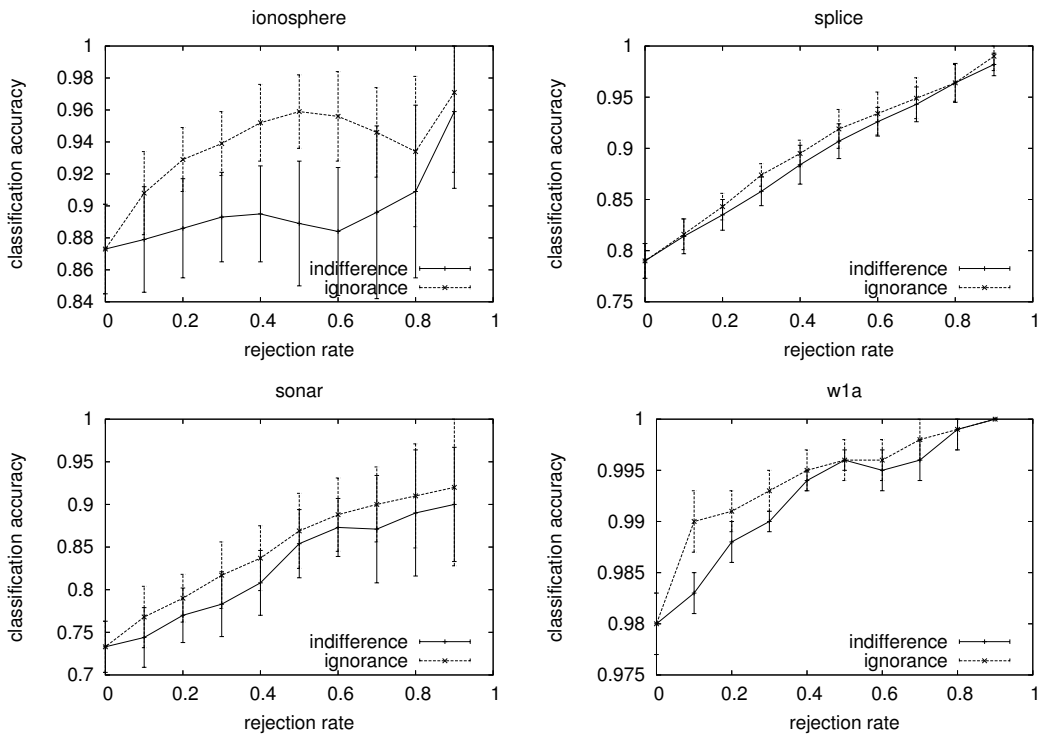 ionosphere
1
0.98
0.96
0.94
0.92
0.9
0.88
0.86
0.84
classification accuracy
indifference
ignorance
0 0.2 0.4 0.6 0.8 1
rejection rate
splice
1
0.95
0.9
0.85
0.8
0.75
classification accuracy
indifference
ignorance
0 0.2 0.4 0.6 0.8 1
rejection rate
sonar
1
0.95
0.9
0.85
0.8
0.75
0.7
classification accuracy
indifference
ignorance
0 0.2 0.4 0.6 0.8 1
rejection rate
w1a
1
0.995
0.99
0.985
0.98
0.975
classification accuracy
indifference
ignorance
0 0.2 0.4 0.6 0.8 1
rejection rate